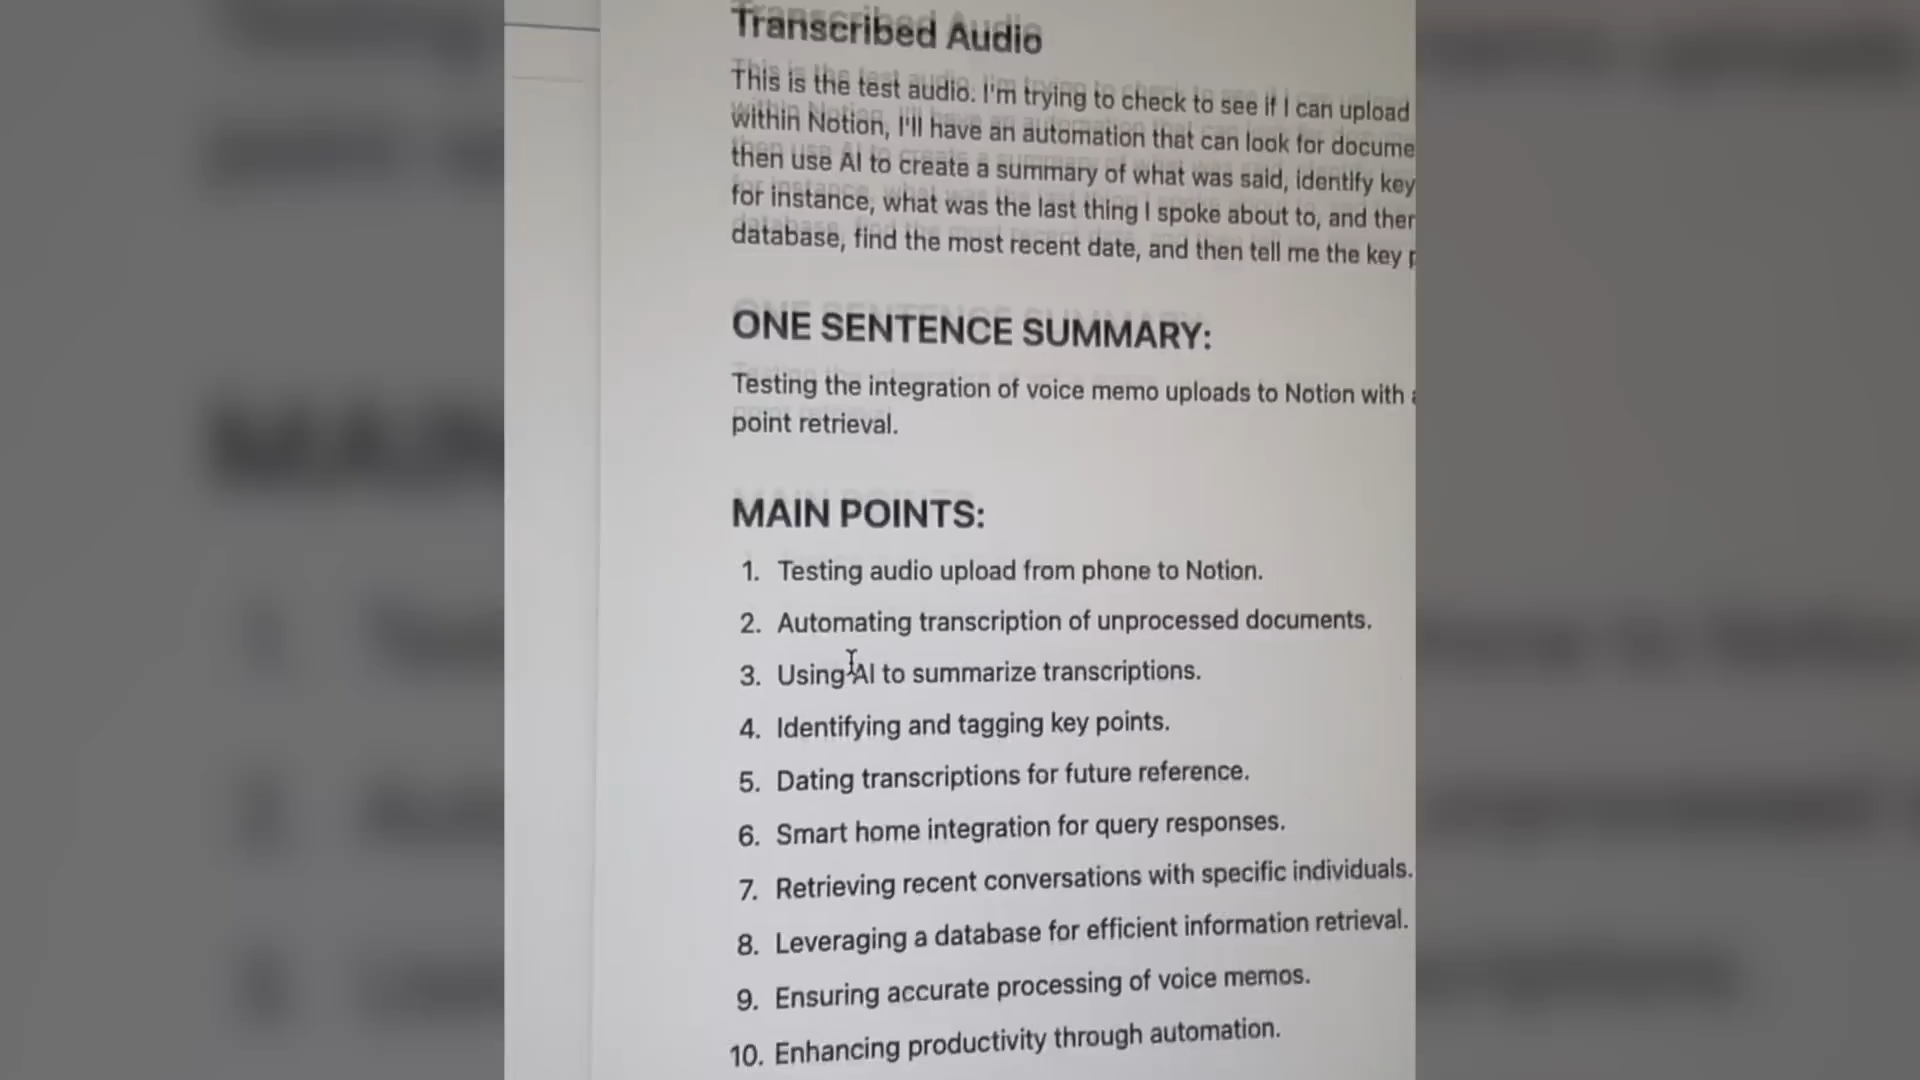 Transcribed Audio
This is the test audio. I'm trying to check to see if I can upload
within Notion, I'll have an automation that can look for docume
then use AI to create a summary of what was said, identify key
for instance, what was the last thing I spoke about to, and then
database, find the most recent date, and then tell me the key p
ONE SENTENCE SUMMARY:
Testing the integration of voice memo uploads to Notion with a
point retrieval.
MAIN POINTS:
1. Testing audio upload from phone to Notion.
2. Automating transcription of unprocessed documents.
3. Using AI to summarize transcriptions.
4. Identifying and tagging key points.
5. Dating transcriptions for future reference.
6. Smart home integration for query responses.
7. Retrieving recent conversations with specific individuals.
8. Leveraging a database for efficient information retrieval.
9. Ensuring accurate processing of voice memos.
10. Enhancing productivity through automation.